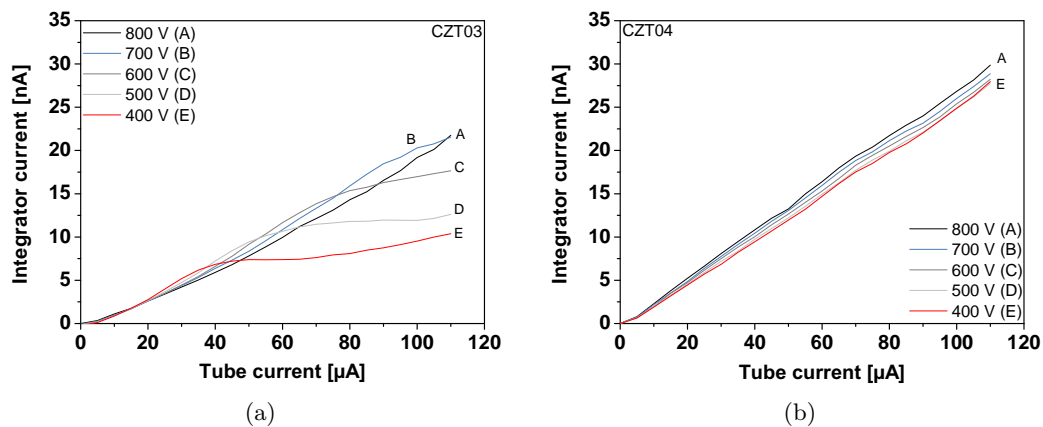 CZT03
800 V (A)
700 V (B)
600 V (C)
500 V (D)
400 V (E)
A
B
C
D
E
35
30
25
20
15
10
5
0
0
20
40
60
80
100
120
Integrator current [nA]
Tube current [µA]
(a)
CZT04
A
E
800 V (A)
700 V (B)
600 V (C)
500 V (D)
400 V (E)
35
30
25
20
15
10
5
0
0
20
40
60
80
100
120
Integrator current [nA]
Tube current [µA]
(b)